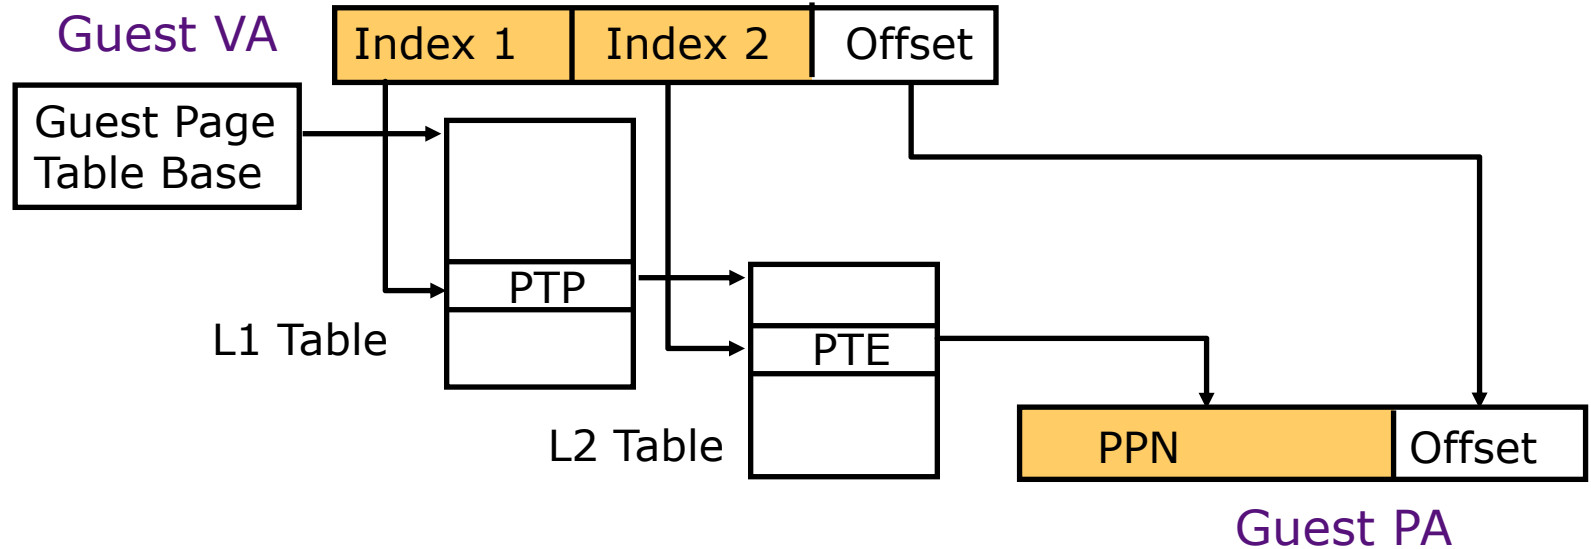 Guest VA
Index 1
Index 2
Offset
Guest Page
Table Base
PTP
L1 Table
PTE
L2 Table
PPN
Offset
Guest PA